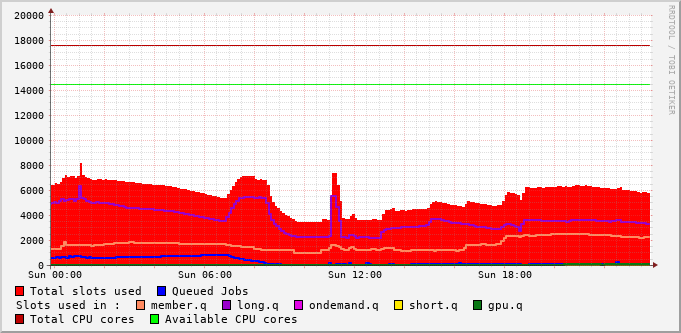 20000
18000
16000
14000
12000
10000
8000
6000
4000
2000
0
Sun 00:00 Sun 06:00 Sun 12:00 Sun 18:00
RRDTOOL / TOBI OETIKER
Total slots used Queued Jobs
Slots used in : member.q long.q ondemand.q short.q gpu.q
Total CPU cores Available CPU cores